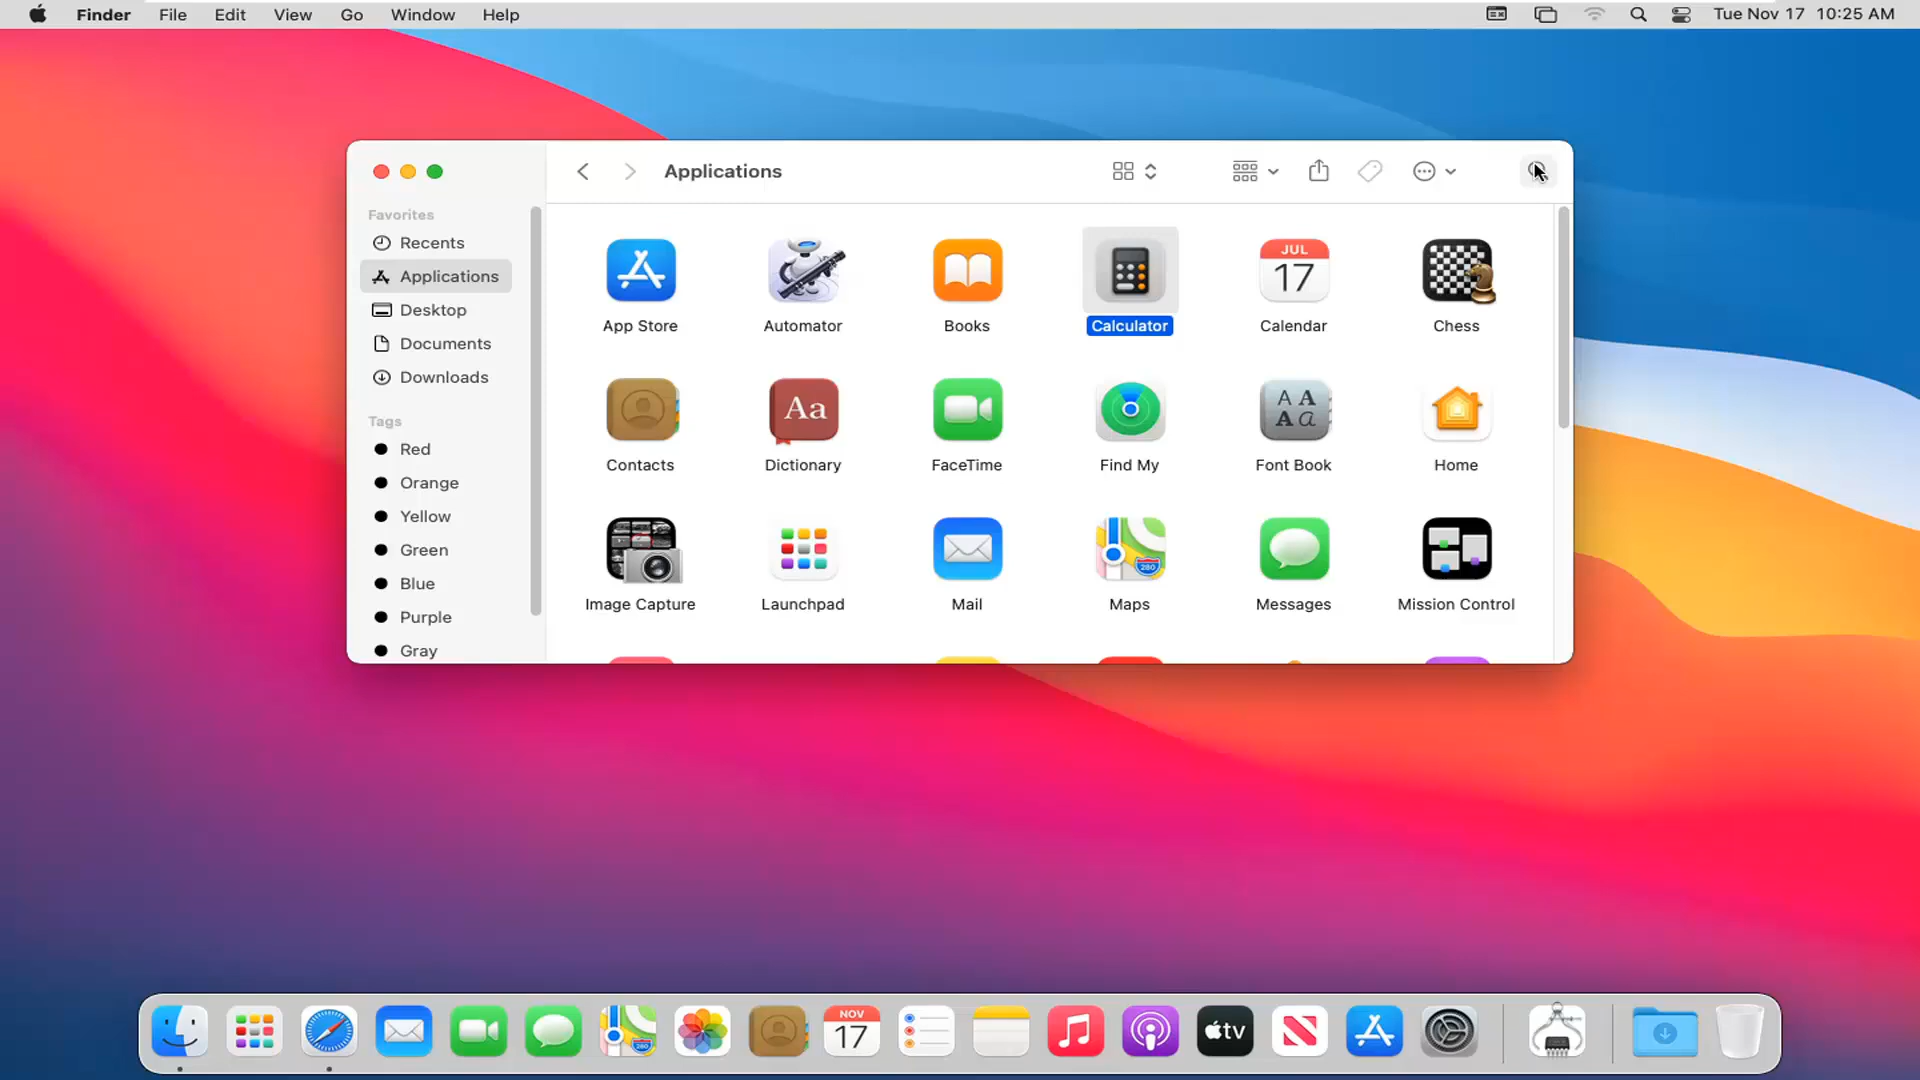 Finder File Edit View Go Window Help Tue Nov 17 10:25 AM
Applications
Favorites
Recents
Applications
Desktop
Documents
Downloads
Tags
Red
Orange
Yellow
Green
Blue
Purple
Gray
JUL
17
App Store Automator Books Calculator Calendar Chess
Aa
A A
A a
Contacts Dictionary FaceTime Find My Font Book Home
280
Image Capture Launchpad Mail Maps Messages Mission Control
280
NOV
17
tv